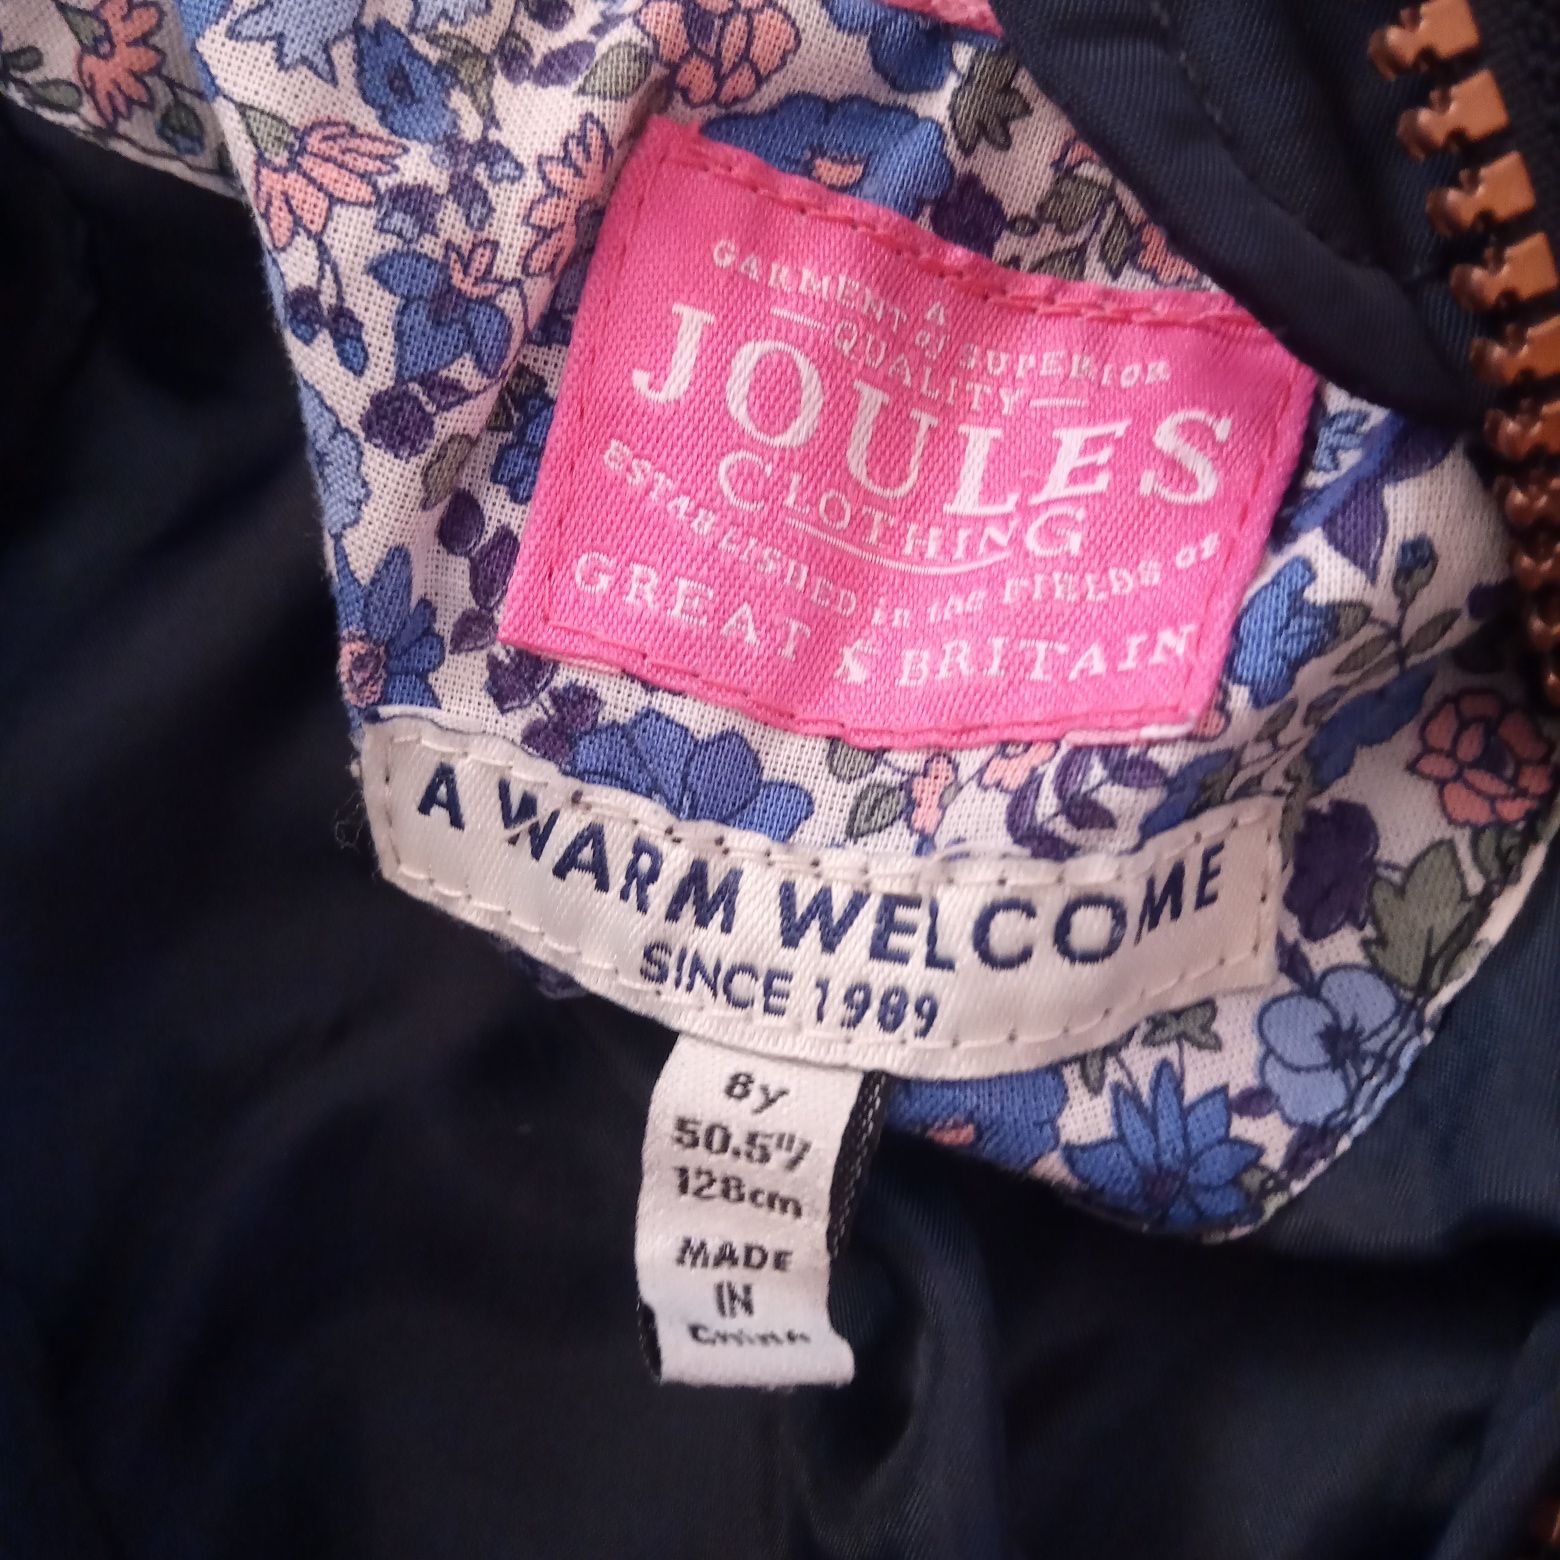 A
GARMENT of SUPERIOR
QUALITY
JOULES
CLOTHING
ESTABLISHED in the FIELDS OF
GREAT & BRITAIN
A WARM WELCOME
SINCE 1989
8y
50.5"/
128cm
MADE
IN
China